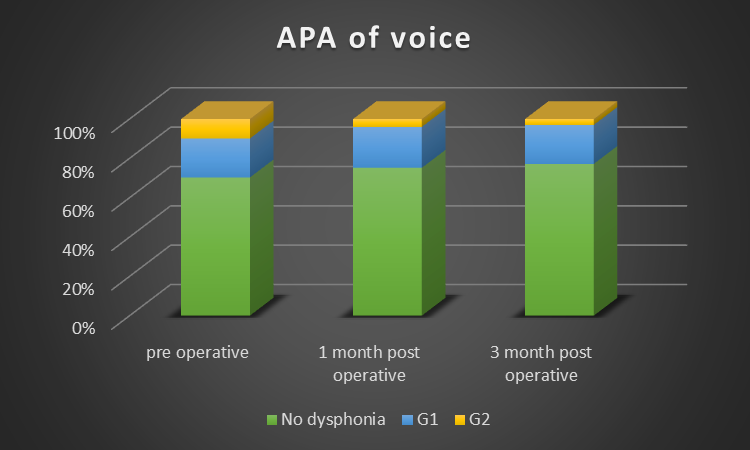 APA of voice
100%
80%
60%
40%
20%
0%
pre operative
1 month post
operative
3 month post
operative
No dysphonia
G1
G2